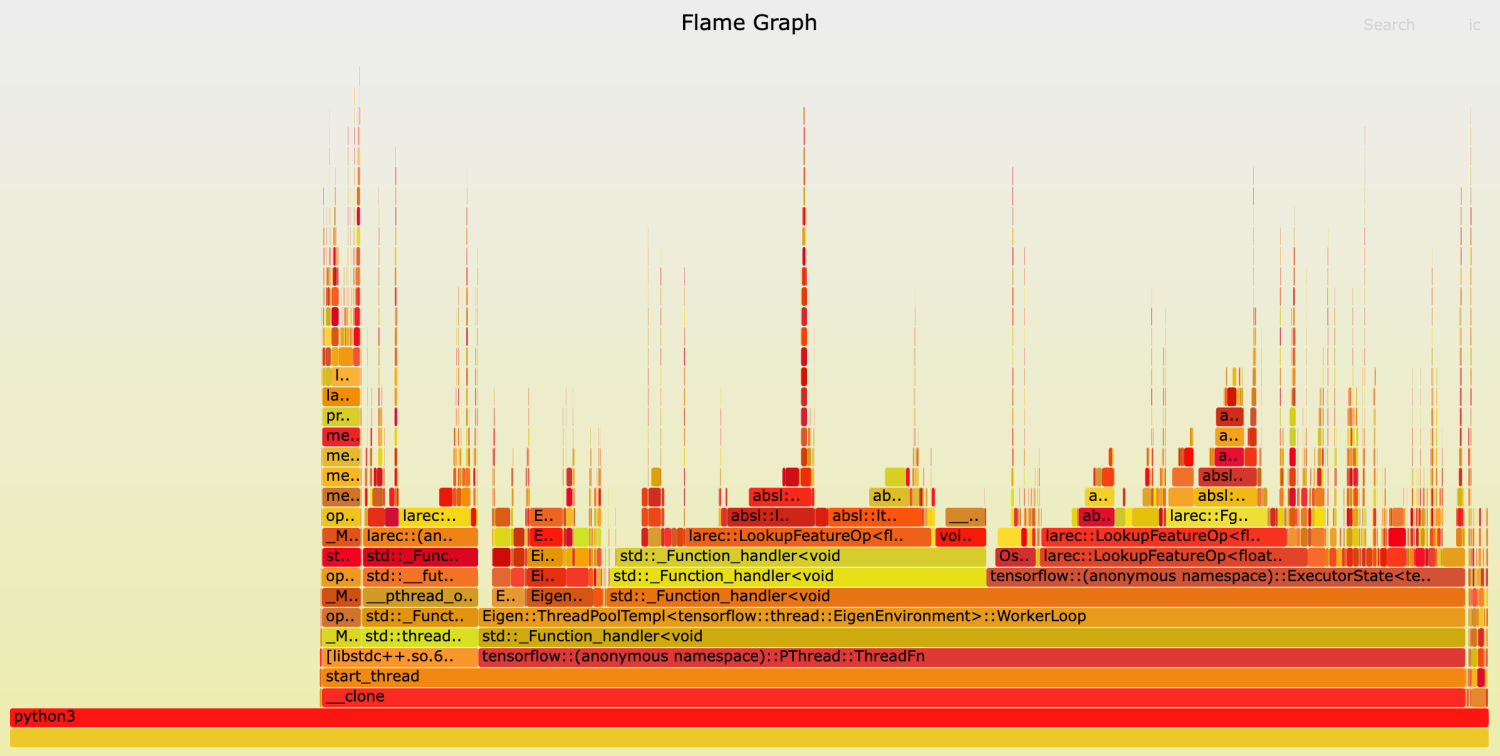 Flame Graph
Search ic
l..
la..
pr.. a..
me.. a..
me.. a..
me.. absl..
me.. absl:.. ab.. a.. absl:..
op.. larec:.. E.. absl::l.. absl::lt.. __.. ab.. larec::Fg..
_M.. larec::(an.. E.. larec::LookupFeatureOp<fl.. voi.. larec::LookupFeatureOp<fl..
st.. std::_Func.. Ei.. std::_Function_handler<void Os.. larec::LookupFeatureOp<float..
op.. std::__fut.. Ei.. std::_Function_handler<void tensorflow::(anonymous namespace)::ExecutorState<te..
_M.. __pthread_o.. E.. Eigen.. std::_Function_handler<void
op.. std::_Funct.. Eigen::ThreadPoolTempl<tensorflow::thread::EigenEnvironment>::WorkerLoop
_M.. std::thread.. std::_Function_handler<void
[libstdc++.so.6.. tensorflow::(anonymous namespace)::PThread::ThreadFn
start_thread
__clone
python3